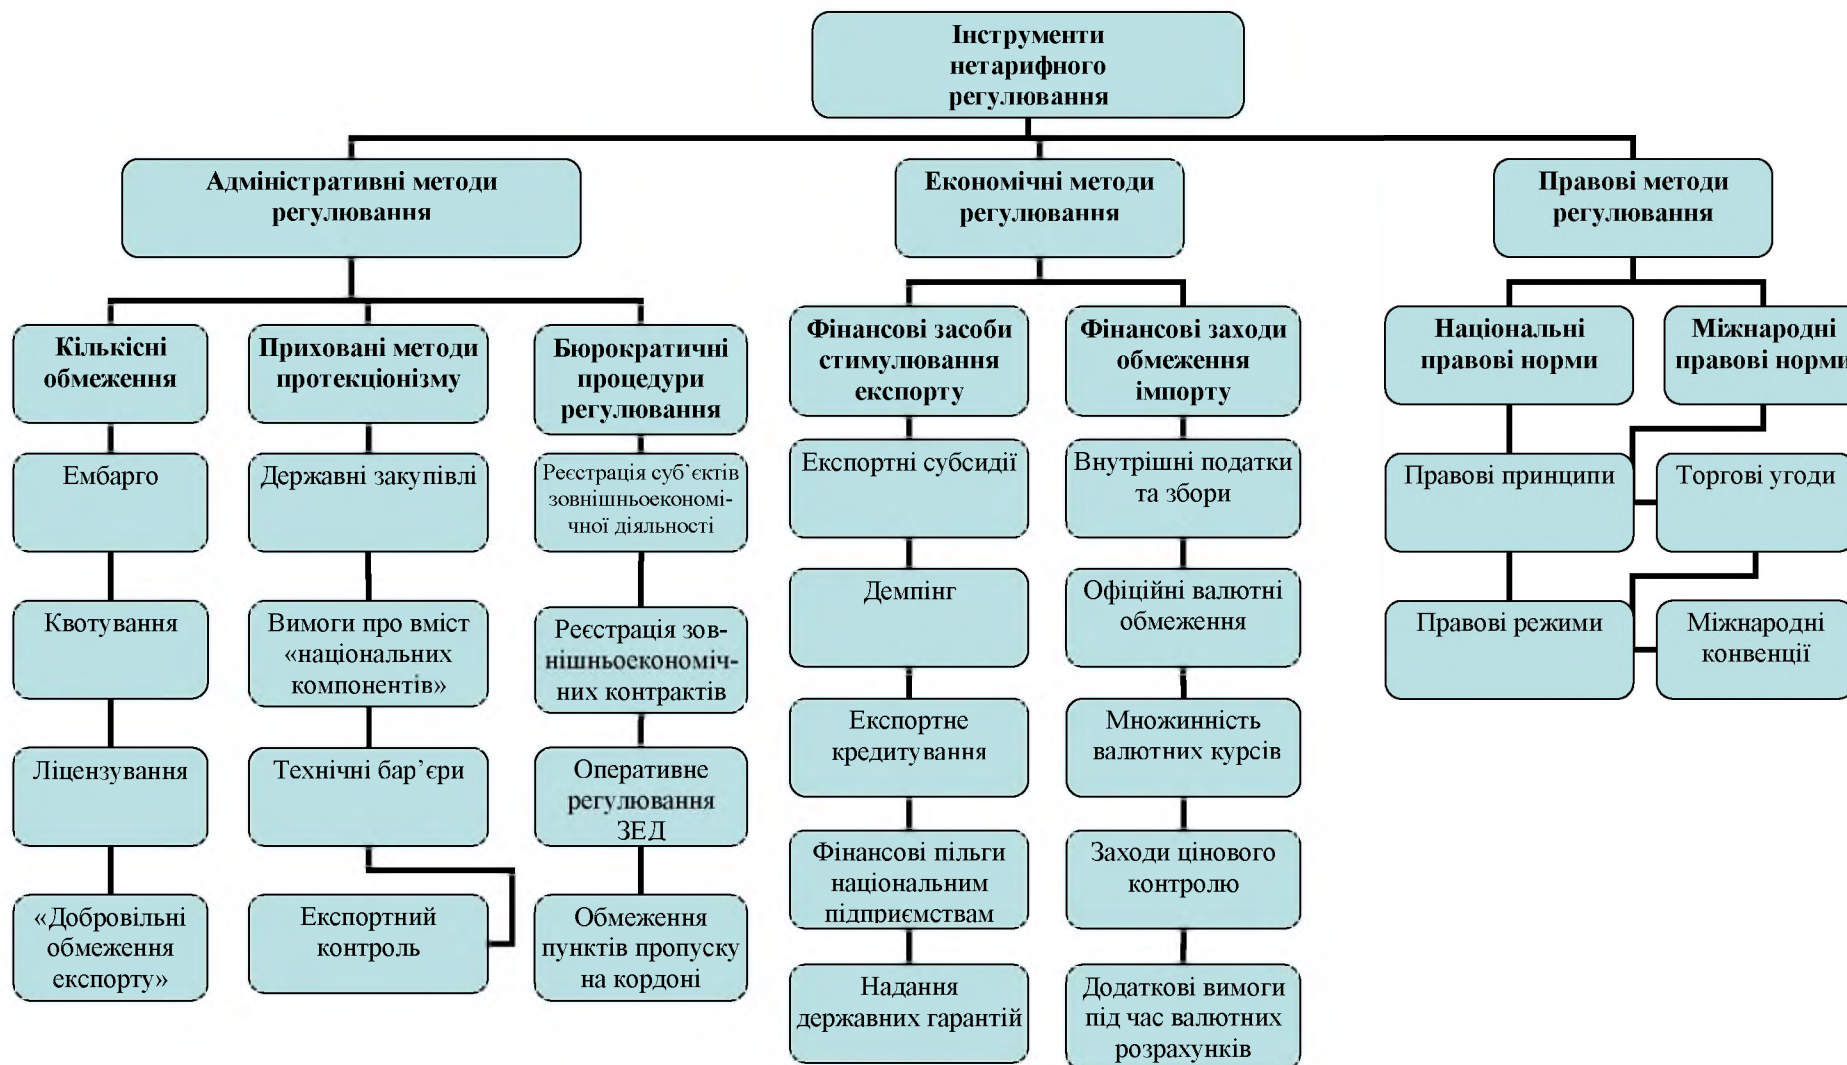 Інструменти
нетарифного
регулювання
Адміністративні методи
регулювання
Економічні методи
регулювання
Правові методи
регулювання
Кількісні
обмеження
Приховані методи
протекціонізму
Бюрократичні
процедури
регулювання
Фінансові засоби
стимулювання
експорту
Фінансові заходи
обмеження
імпорту
Національні
правові норми
Міжнародні
правові норми
Ембарго
Державні закупівлі
Реєстрація суб’єктів
зовнішньоекономі-
чної діяльності
Експортні субсидії
Внутрішні податки
та збори
Правові принципи
Торгові угоди
Квотування
Вимоги про вміст
«національних
компонентів»
Реєстрація зов-
нішньоекономіч-
них контрактів
Демпінг
Офіційні валютні
обмеження
Правові режими
Міжнародні
конвенції
Ліцензування
Технічні бар’єри
Оперативне
регулювання
ЗЕД
Експортне
кредитування
Множинність
валютних курсів
«Добровільні
обмеження
експорту»
Експортний
контроль
Обмеження
пунктів пропуску
на кордоні
Фінансові пільги
національним
підприємствам
Заходи цінового
контролю
Надання
державних гарантій
Додаткові вимоги
під час валютних
розрахунків